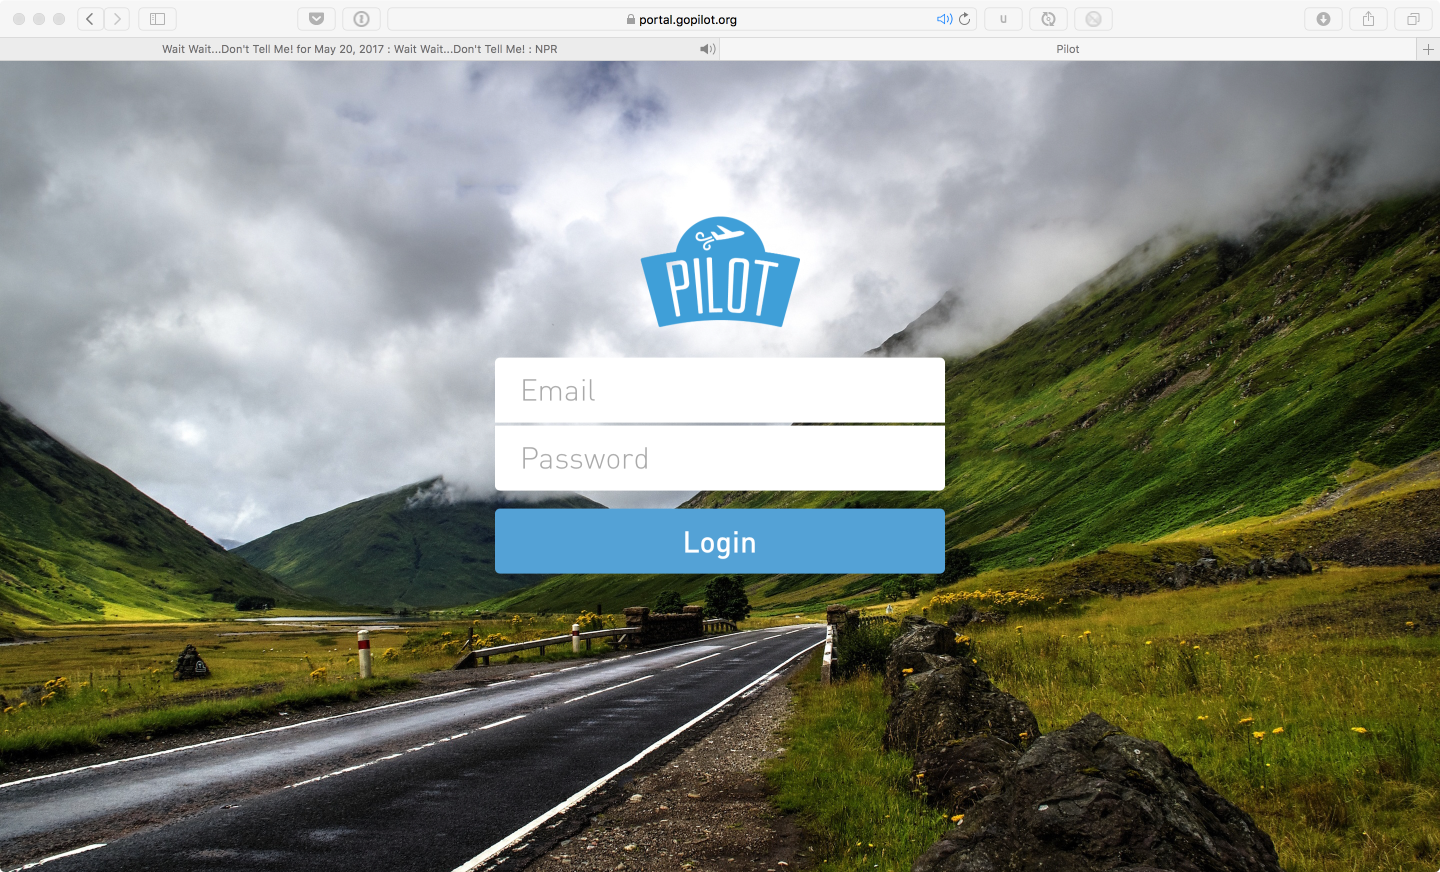 portal.gopilot.org
u
Wait Wait...Don't Tell Me! for May 20, 2017 : Wait Wait...Don't Tell Me! : NPR
Pilot
PILOT
Email
Password
Login